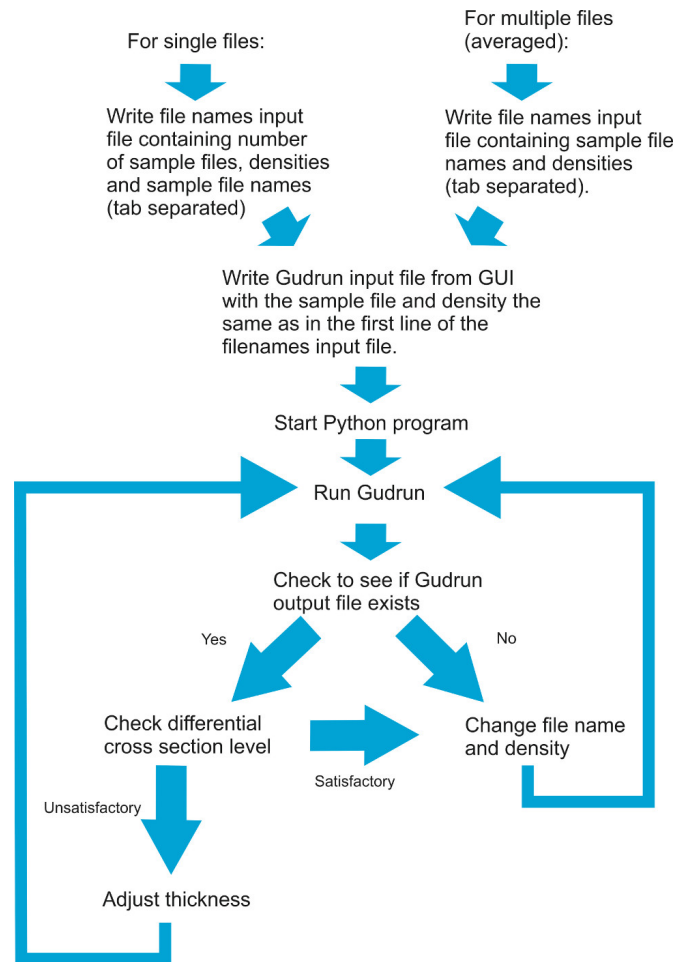 For single files:
For multiple files
(averaged):
Write file names input
file containing number
of sample files, densities
and sample file names
(tab separated)
Write file names input
file containing sample file
names and densities
(tab separated).
Write Gudrun input file from GUI
with the sample file and density the
same as in the first line of the
filenames input file.
Start Python program
Run Gudrun
Check to see if Gudrun
output file exists
Yes
No
Check differential
cross section level
Change file name
and density
Satisfactory
Unsatisfactory
Adjust thickness